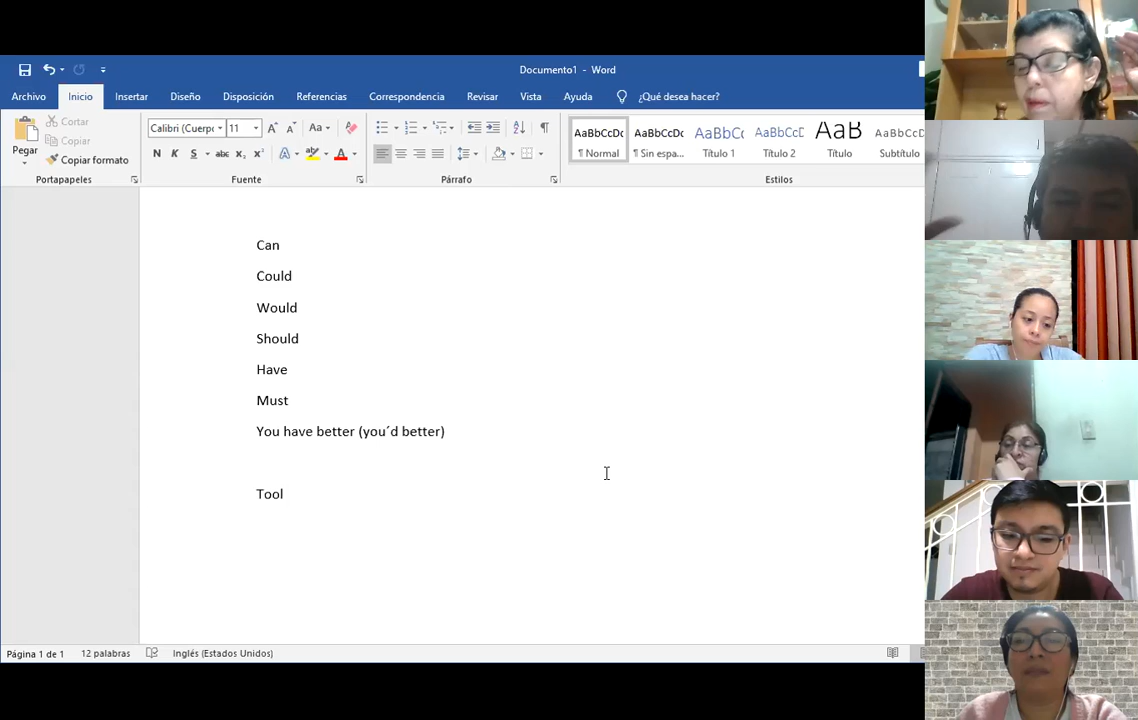 Documento1 - Word
Archivo Inicio Insertar Diseño Disposición Referencias Correspondencia Revisar Vista Ayuda ¿Qué desea hacer?
Pegar
Cortar
Copiar
Copiar formato
Portapapeles
Calibri (Cuerpo 11
Fuente
Párrafo
AaBbCcDc AaBbCcDc AaBbCc AaBbCcD AaB AaBbCcD
¶ Normal ¶ Sin espa... Título 1 Título 2 Título Subtítulo
Estilos
Can
Could
Would
Should
Have
Must
You have better (you´d better)
Tool
Página 1 de 1 12 palabras Inglés (Estados Unidos)